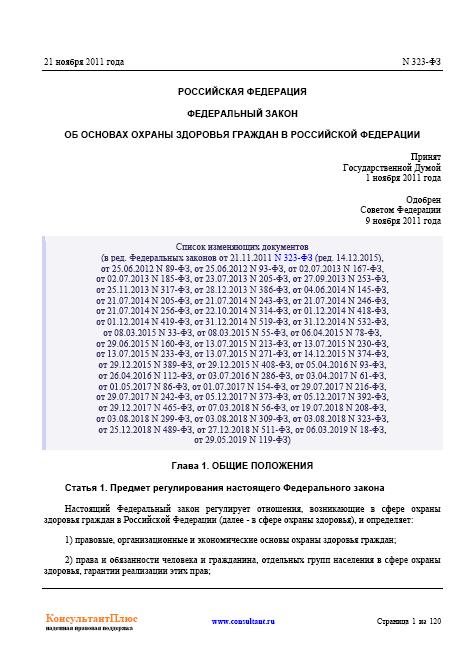 21 ноября 2011 года N 323-ФЗ
РОССИЙСКАЯ ФЕДЕРАЦИЯ
ФЕДЕРАЛЬНЫЙ ЗАКОН
ОБ ОСНОВАХ ОХРАНЫ ЗДОРОВЬЯ ГРАЖДАН В РОССИЙСКОЙ ФЕДЕРАЦИИ
Принят
Государственной Думой
1 ноября 2011 года
Одобрен
Советом Федерации
9 ноября 2011 года
Список изменяющих документов
(в ред. Федеральных законов от 21.11.2011 N 323-ФЗ (ред. 14.12.2015),
от 25.06.2012 N 89-ФЗ, от 25.06.2012 N 93-ФЗ, от 02.07.2013 N 167-ФЗ,
от 02.07.2013 N 185-ФЗ, от 23.07.2013 N 205-ФЗ, от 27.09.2013 N 253-ФЗ,
от 25.11.2013 N 317-ФЗ, от 28.12.2013 N 386-ФЗ, от 04.06.2014 N 145-ФЗ,
от 21.07.2014 N 205-ФЗ, от 21.07.2014 N 243-ФЗ, от 21.07.2014 N 246-ФЗ,
от 21.07.2014 N 256-ФЗ, от 22.10.2014 N 314-ФЗ, от 01.12.2014 N 418-ФЗ,
от 01.12.2014 N 419-ФЗ, от 31.12.2014 N 519-ФЗ, от 31.12.2014 N 532-ФЗ,
от 08.03.2015 N 33-ФЗ, от 08.03.2015 N 55-ФЗ, от 06.04.2015 N 78-ФЗ,
от 29.06.2015 N 160-ФЗ, от 13.07.2015 N 213-ФЗ, от 13.07.2015 N 230-ФЗ,
от 13.07.2015 N 233-ФЗ, от 13.07.2015 N 271-ФЗ, от 14.12.2015 N 374-ФЗ,
от 29.12.2015 N 389-ФЗ, от 29.12.2015 N 408-ФЗ, от 05.04.2016 N 93-ФЗ,
от 26.04.2016 N 112-ФЗ, от 03.07.2016 N 286-ФЗ, от 03.04.2017 N 61-ФЗ,
от 01.05.2017 N 86-ФЗ, от 01.07.2017 N 154-ФЗ, от 29.07.2017 N 216-ФЗ,
от 29.07.2017 N 242-ФЗ, от 05.12.2017 N 373-ФЗ, от 05.12.2017 N 392-ФЗ,
от 29.12.2017 N 465-ФЗ, от 07.03.2018 N 56-ФЗ, от 19.07.2018 N 208-ФЗ,
от 03.08.2018 N 299-ФЗ, от 03.08.2018 N 309-ФЗ, от 03.08.2018 N 323-ФЗ,
от 25.12.2018 N 489-ФЗ, от 27.12.2018 N 511-ФЗ, от 06.03.2019 N 18-ФЗ,
от 29.05.2019 N 119-ФЗ)
Глава 1. ОБЩИЕ ПОЛОЖЕНИЯ
Статья 1. Предмет регулирования настоящего Федерального закона
Настоящий Федеральный закон регулирует отношения, возникающие в сфере охраны
здоровья граждан в Российской Федерации (далее - в сфере охраны здоровья), и определяет:
1) правовые, организационные и экономические основы охраны здоровья граждан;
2) права и обязанности человека и гражданина, отдельных групп населения в сфере охраны
здоровья, гарантии реализации этих прав;
КонсультантПлюс www.consultant.ru Страница 1 из 120
надежная правовая поддержка